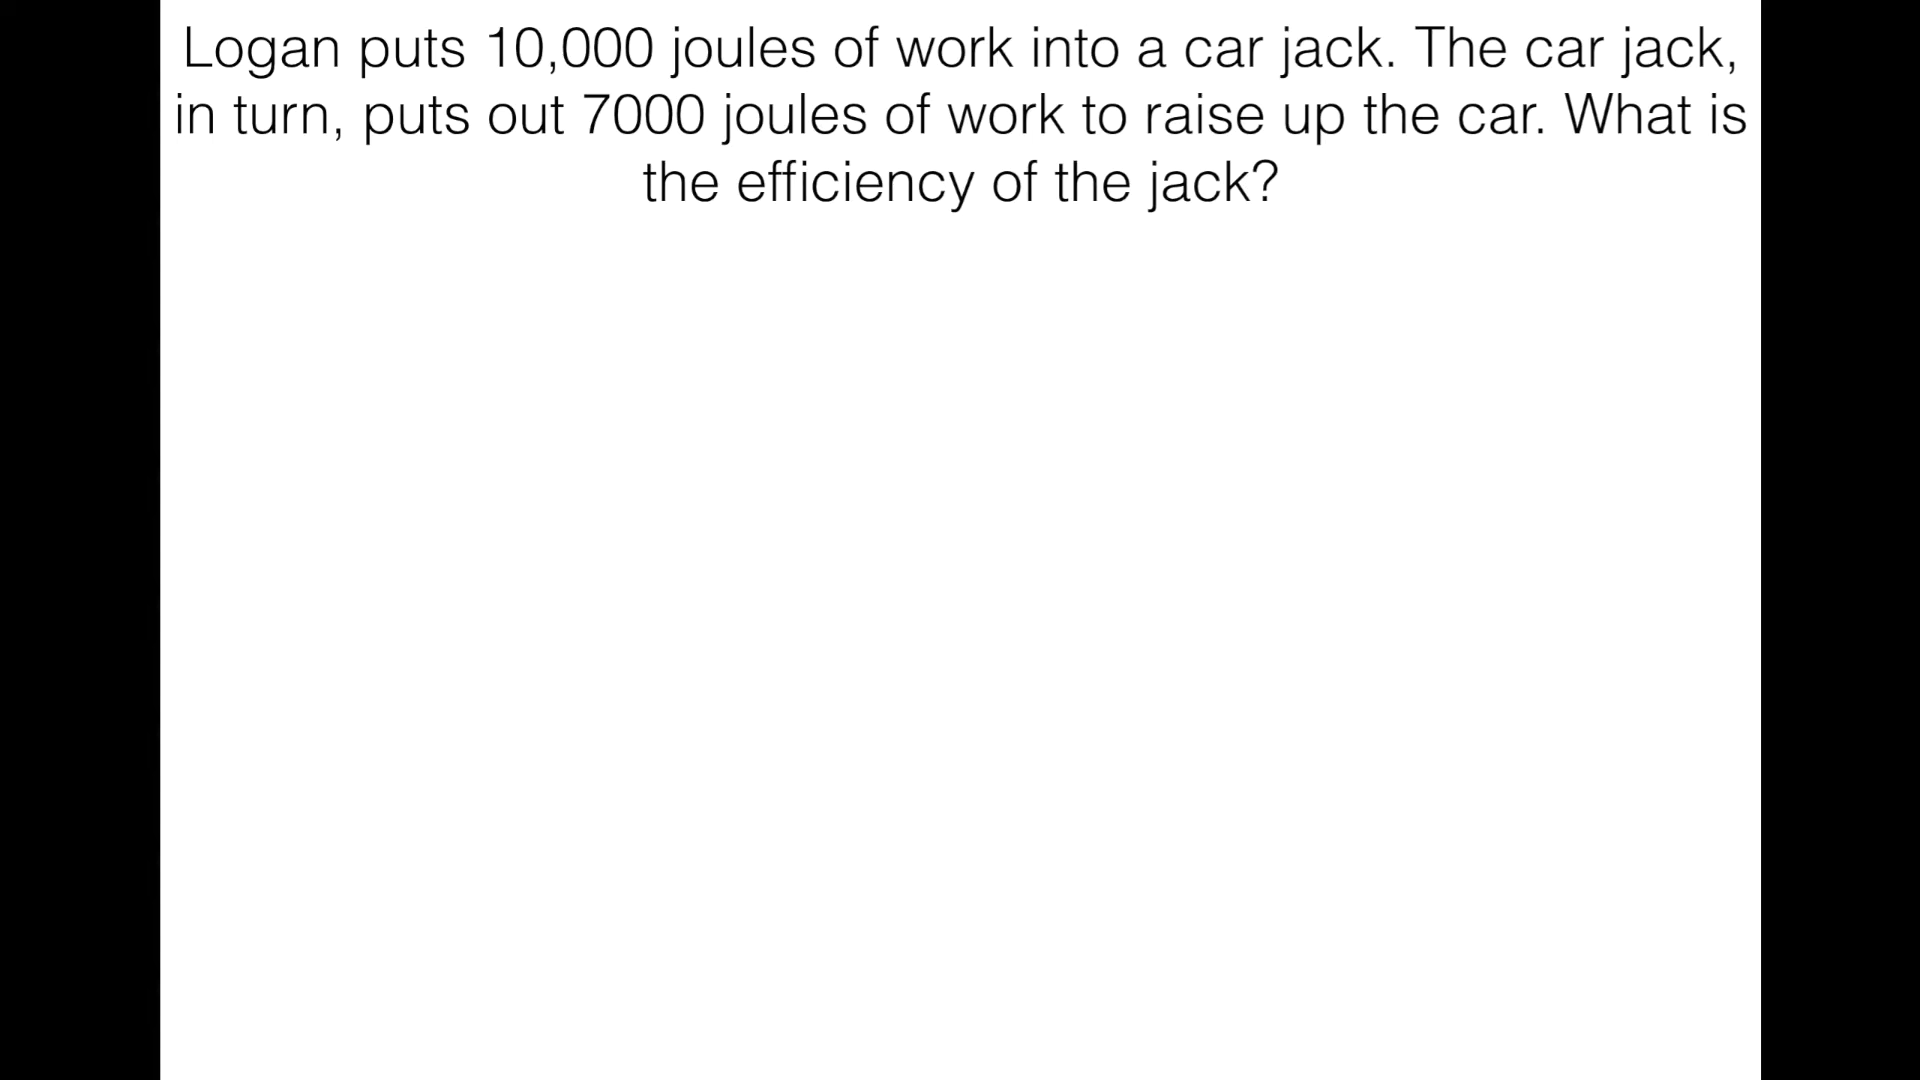 Logan puts 10,000 joules of work into a car jack. The car jack,
in turn, puts out 7000 joules of work to raise up the car. What is
the efficiency of the jack?